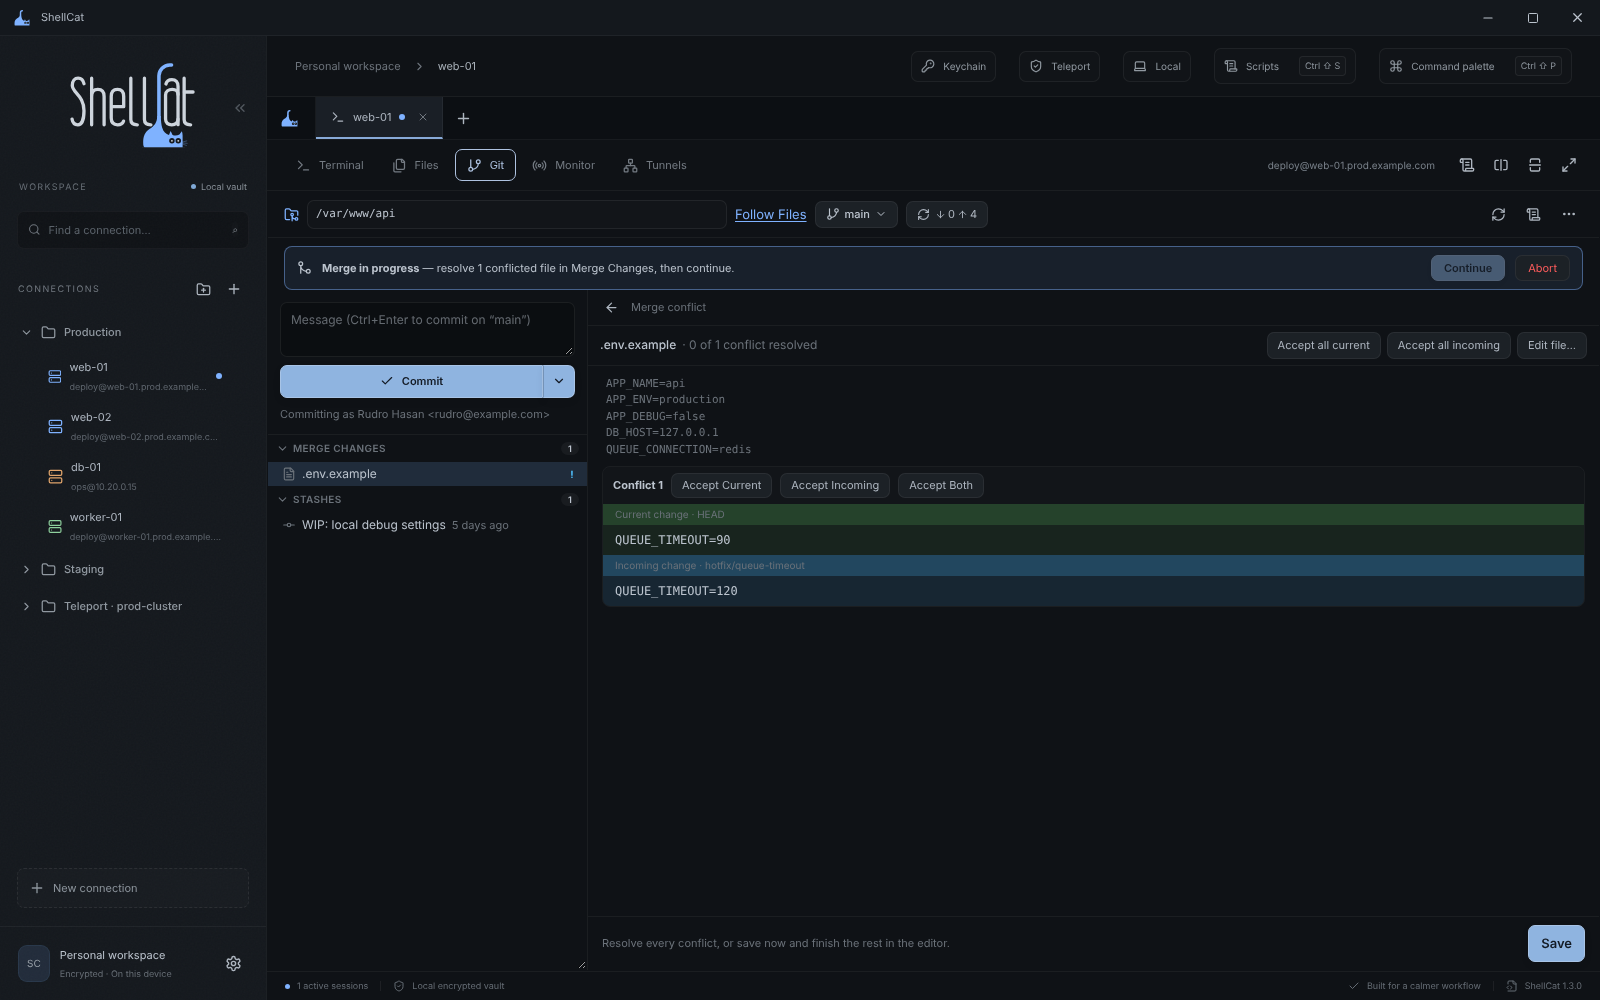 ShellCat
ShellCat
WORKSPACE
Local vault
Find a connection...
CONNECTIONS
Production
web-01
deploy@web-01.prod.example...
web-02
deploy@web-02.prod.example.c...
db-01
ops@10.20.0.15
worker-01
deploy@worker-01.prod.example....
Staging
Teleport · prod-cluster
New connection
SC
Personal workspace
Encrypted · On this device
Personal workspace
web-01
Keychain
Teleport
Local
Scripts Ctrl ⇧ S
Command palette Ctrl ⇧ P
web-01
Terminal
Files
Git
Monitor
Tunnels
deploy@web-01.prod.example.com
/var/www/api
Follow Files
main
↓ 0 ↑ 4
Merge in progress — resolve 1 conflicted file in Merge Changes, then continue.
Continue
Abort
Message (Ctrl+Enter to commit on “main”)
Commit
Committing as Rudro Hasan <rudro@example.com>
MERGE CHANGES 1
.env.example !
STASHES 1
WIP: local debug settings 5 days ago
Merge conflict
.env.example · 0 of 1 conflict resolved
Accept all current
Accept all incoming
Edit file...
APP_NAME=api
APP_ENV=production
APP_DEBUG=false
DB_HOST=127.0.0.1
QUEUE_CONNECTION=redis
Conflict 1
Accept Current
Accept Incoming
Accept Both
Current change · HEAD
QUEUE_TIMEOUT=90
Incoming change · hotfix/queue-timeout
QUEUE_TIMEOUT=120
Resolve every conflict, or save now and finish the rest in the editor.
Save
1 active sessions
Local encrypted vault
Built for a calmer workflow
ShellCat 1.3.0